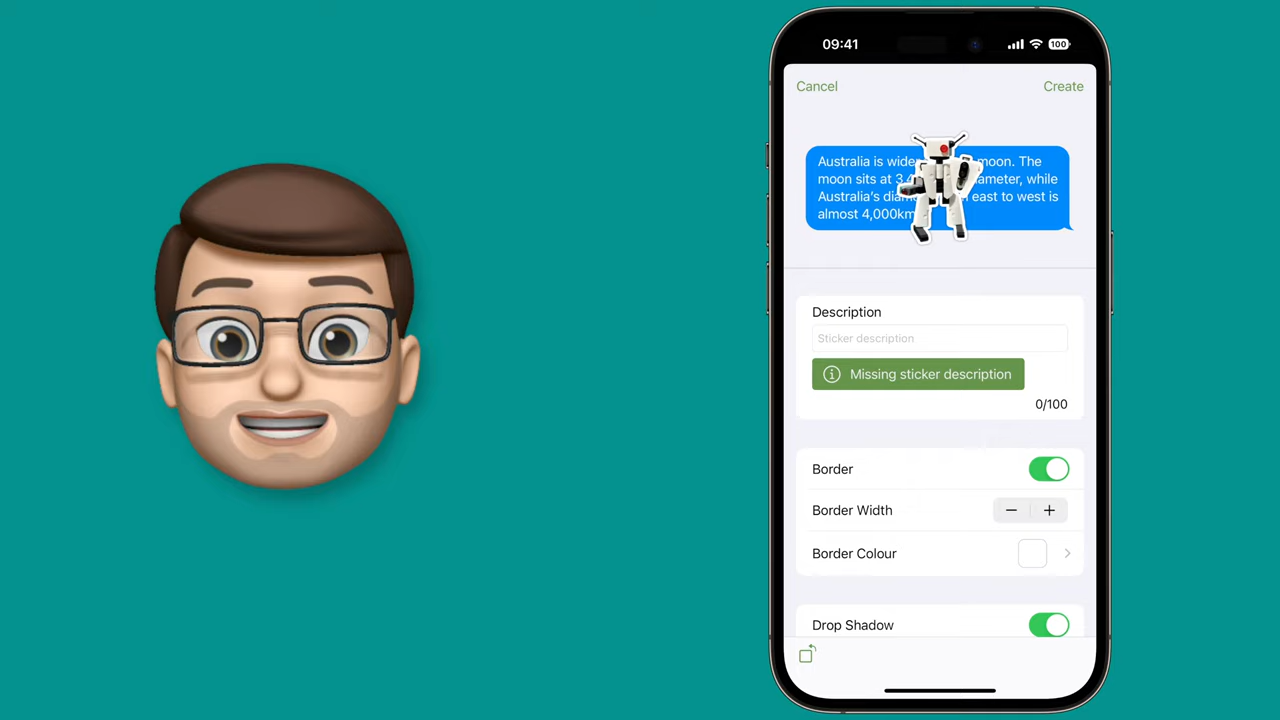 09:41
100
Cancel
Create
Australia is wide moon. The
moon sits at 3 ameter, while
Australia's dia east to west is
almost 4,000km
Description
Sticker description
Missing sticker description
0/100
Border
Border Width
Border Colour
Drop Shadow